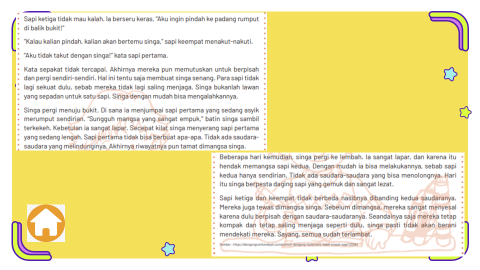 Sapi ketiga tidak mau kalah. Ia berseru keras, "Aku ingin pindah ke padang rumput
di balik bukit!"
"Kalau kalian pindah, kalian akan bertemu singa," sapi keempat menakut-nakuti.
"Aku tidak takut dengan singa!" kata sapi pertama.
Kata sepakat tidak tercapai. Akhirnya mereka pun memutuskan untuk berpisah
dan pergi sendiri-sendiri. Hal ini tentu saja membuat singa senang. Para sapi tidak
lagi sekuat dulu, sebab mereka tidak lagi saling menjaga. Singa bukanlah lawan
yang sepadan untuk satu sapi. Singa dengan mudah bisa mengalahkannya.
Singa pergi menuju bukit. Di sana ia menjumpai sapi pertama yang sedang asyik
merumput sendirian. "Sungguh mangsa yang sangat empuk," batin singa sambil
terkekeh. Kebetulan ia sangat lapar. Secepat kilat singa menyerang sapi pertama
yang sedang lengah. Sapi pertama tidak bisa berbuat apa-apa. Tidak ada saudara-
saudara yang melindunginya. Akhirnya riwayatnya pun tamat dimangsa singa.
Beberapa hari kemudian, singa pergi ke lembah. Ia sangat lapar, dan karena itu
hendak memangsa sapi kedua. Dengan mudah ia bisa melakukannya, sebab sapi
kedua hanya sendirian. Tidak ada saudara-saudara yang bisa menolongnya. Hari
itu singa berpesta daging sapi yang gemuk dan sangat lezat.
Sapi ketiga dan keempat tidak berbeda nasibnya dibanding kedua saudaranya.
Mereka juga tewas dimangsa singa. Sebelum dimangsa, mereka sangat menyesal
karena dulu berpisah dengan saudara-saudaranya. Seandainya saja mereka tetap
kompak dan tetap saling menjaga seperti dulu, singa pasti tidak akan berani
mendekati mereka. Sayang, semua sudah terlambat.